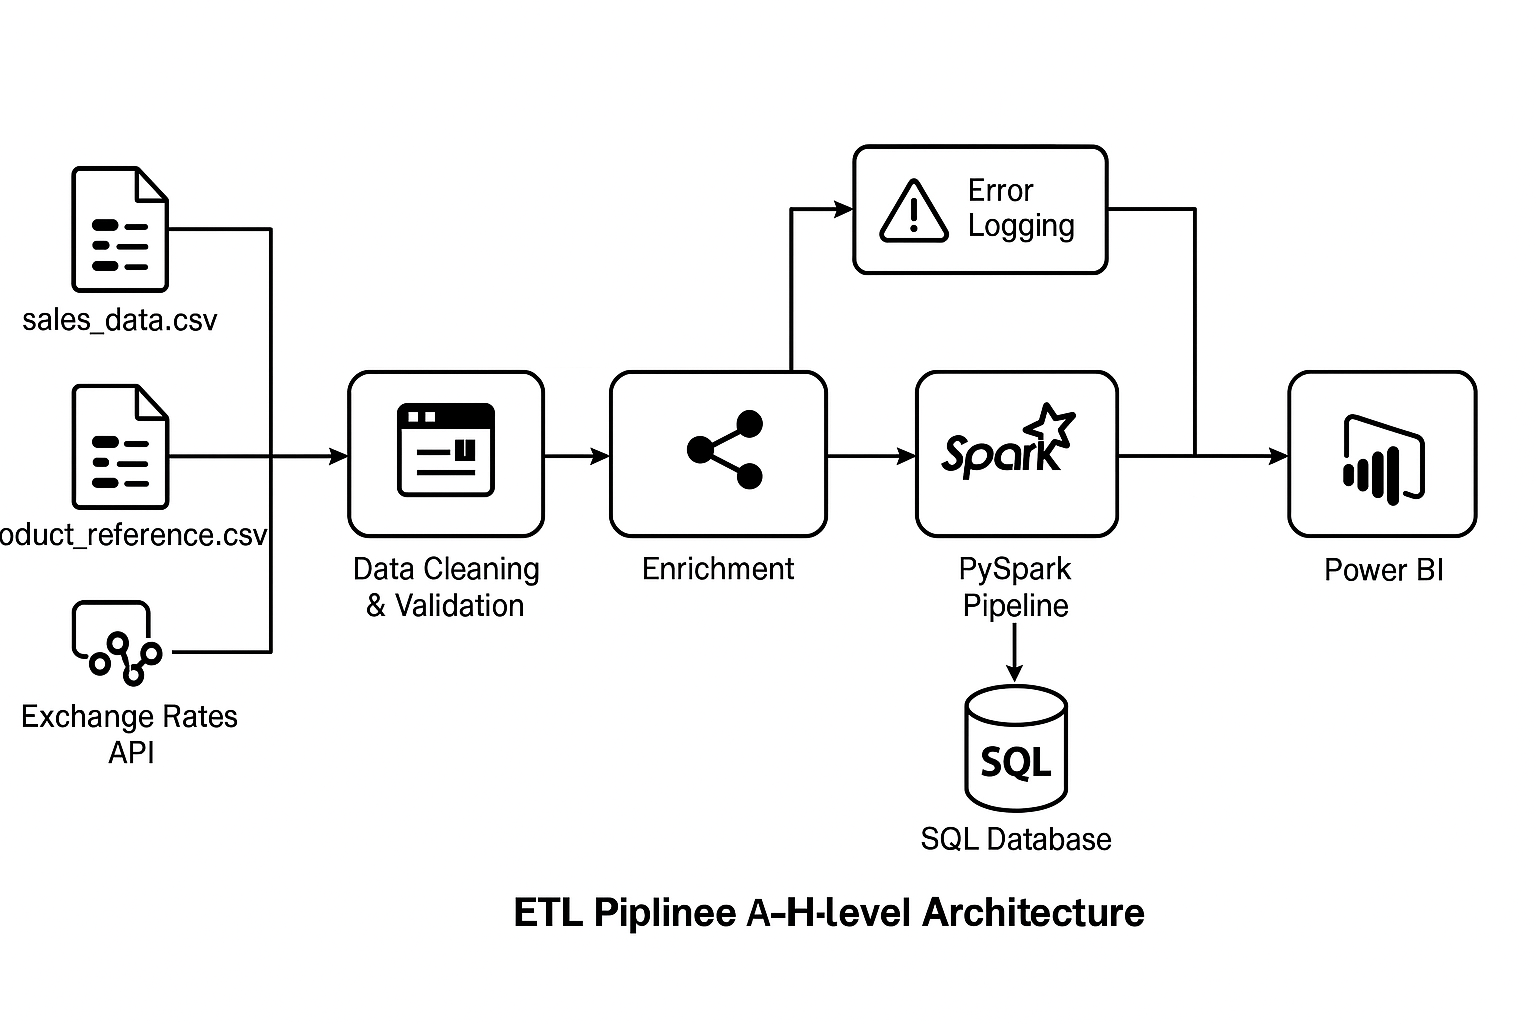 sales_data.csv
oduct_reference.csv
Exchange Rates
API
Data Cleaning
& Validation
Enrichment
Error
Logging
Spark
PySpark
Pipeline
SQL
SQL Database
Power BI
ETL Piplinee A–H-level Architecture